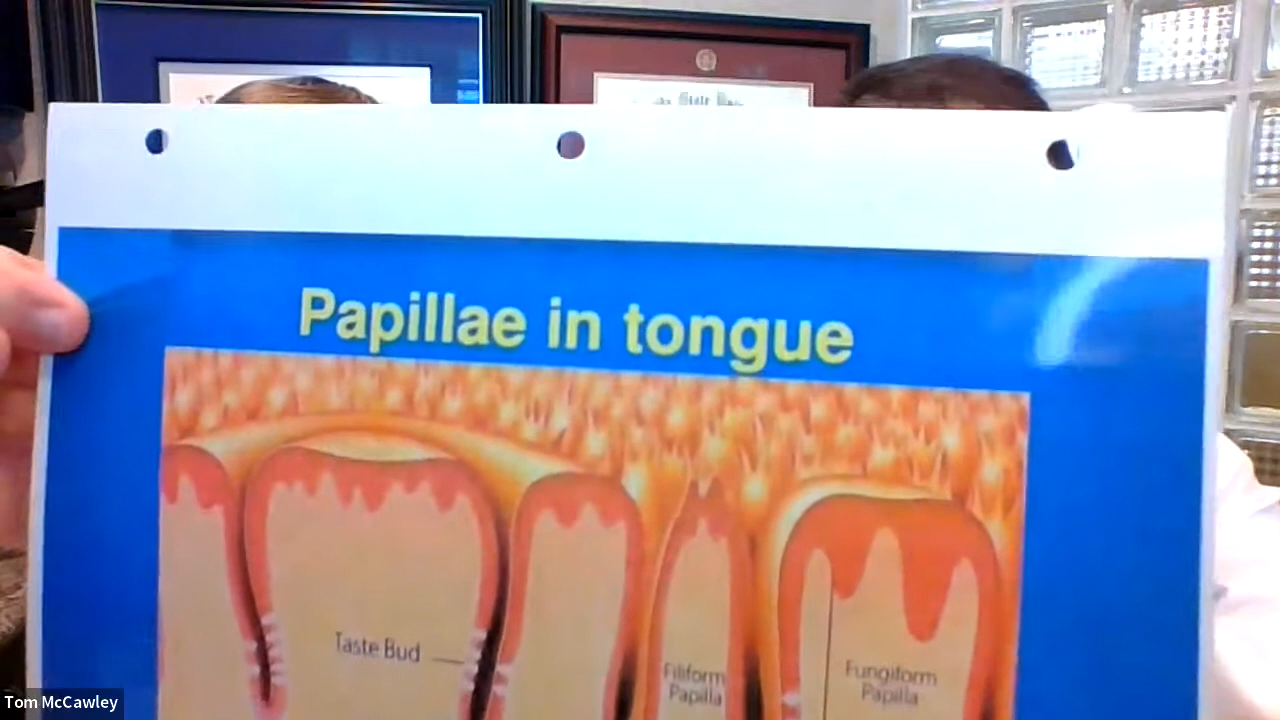 Papillae in tongue
Taste Bud
Filiform
Papilla
Fungiform
Papilla
Tom McCawley